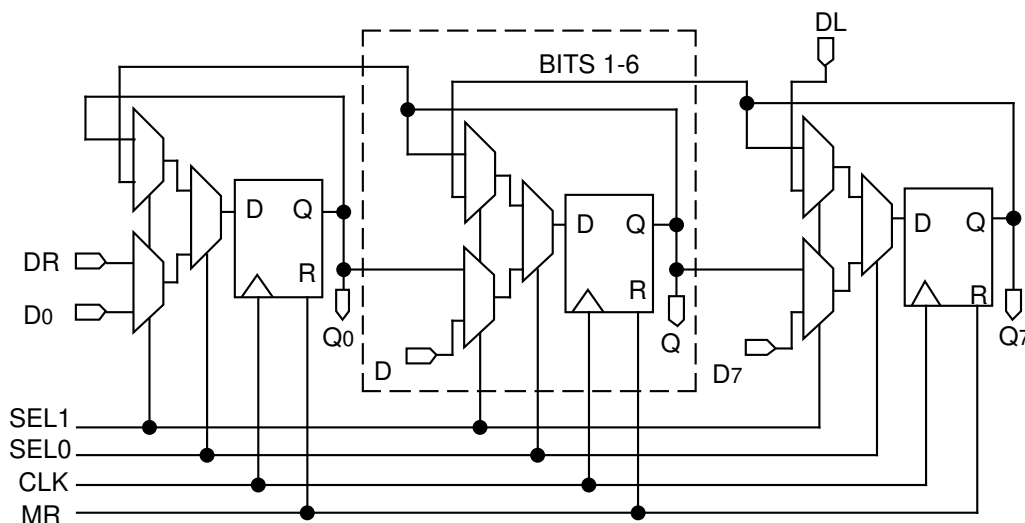 DL
BITS 1-6
D Q
R
D Q
R
D Q
R
DR
D0
Q0
D
Q
D7
Q7
SEL1
SEL0
CLK
MR